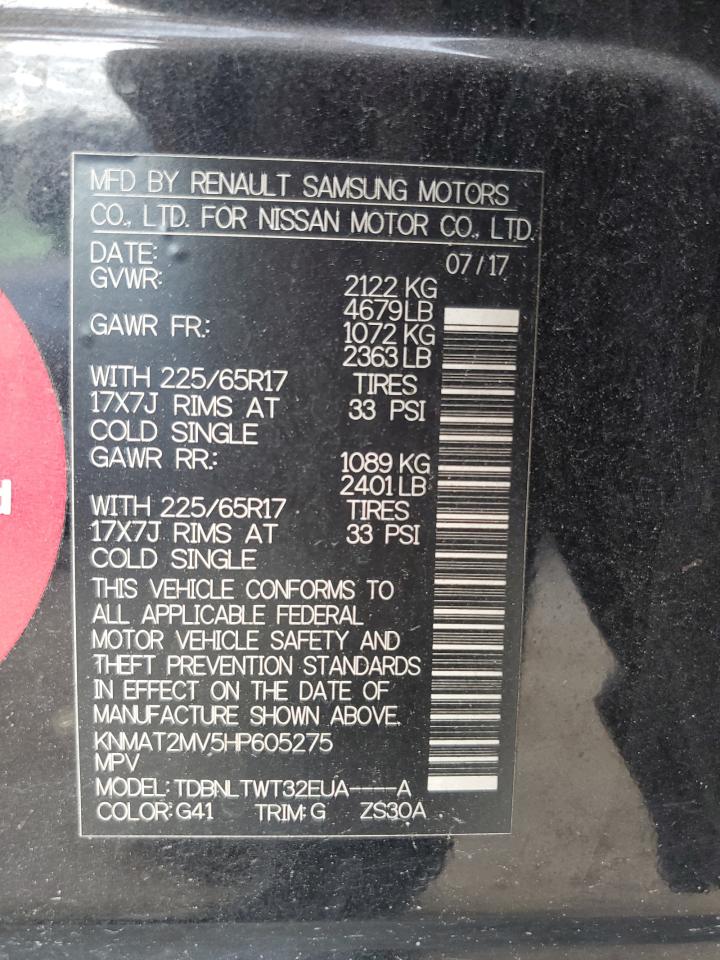 MFD BY RENAULT SAMSUNG MOTORS
CO., LTD. FOR NISSAN MOTOR CO., LTD.
DATE: 07/17
GVWR: 2122 KG
4679LB
GAWR FR.: 1072 KG
2363LB
WITH 225/65R17 TIRES
17X7J RIMS AT 33 PSI
COLD SINGLE
GAWR RR.: 1089 KG
2401LB
WITH 225/65R17 TIRES
17X7J RIMS AT 33 PSI
COLD SINGLE
THIS VEHICLE CONFORMS TO
ALL APPLICABLE FEDERAL
MOTOR VEHICLE SAFETY AND
THEFT PREVENTION STANDARDS
IN EFFECT ON THE DATE OF
MANUFACTURE SHOWN ABOVE.
KNMAT2MV5HP605275
MPV
MODEL: TDBNLTWT32EUA----A
COLOR: G41 TRIM: G ZS30A